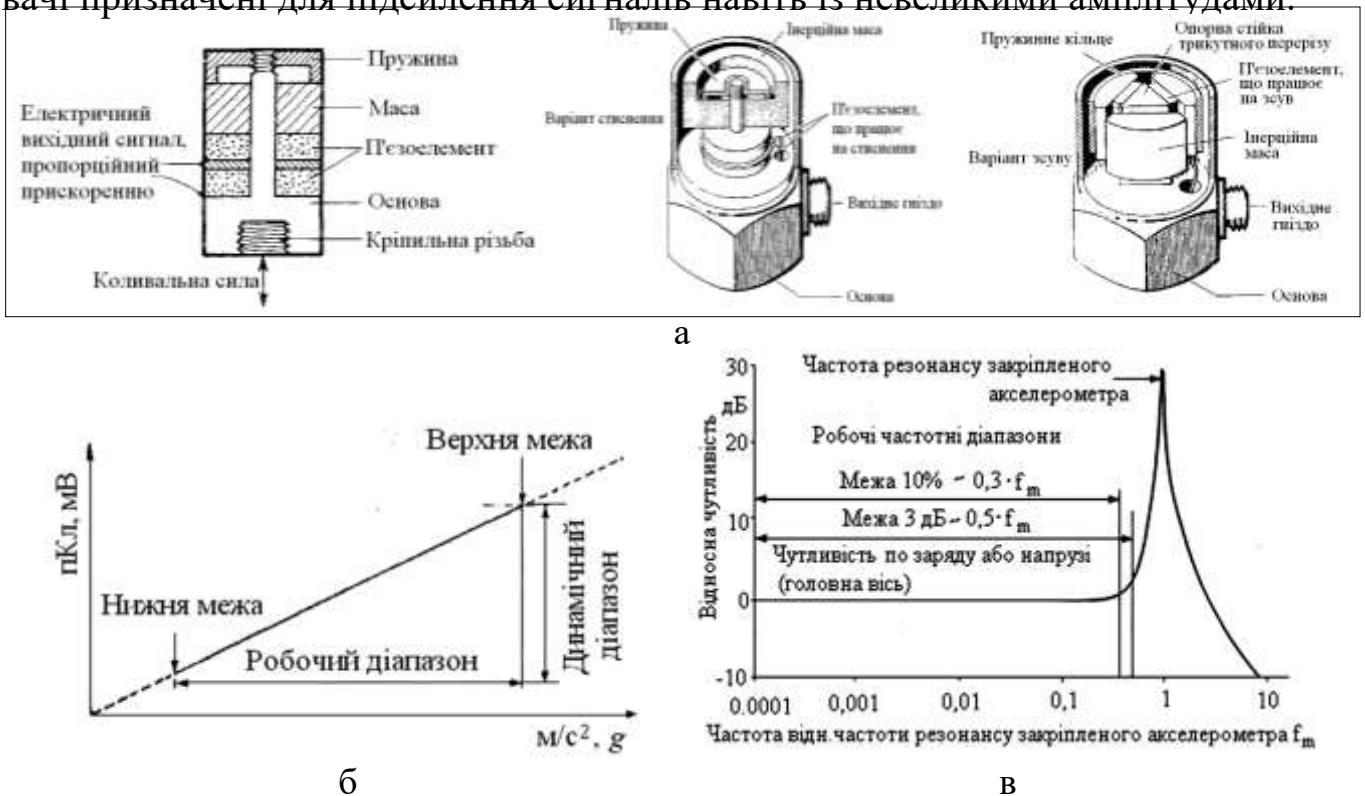 вачі призначені для підсилення сигналів навіть із невеликими амплітудами.
Пружина
Маса
П'єзоелемент
Основа
Кріпильна різьба
Електричний
вихідний сигнал,
пропорційний
прискоренню
Коливальна сила
Пружина
Інерційна маса
Варіант стиснення
П'єзоелемент,
що працює
на стиснення
Вихідне гніздо
Основа
Пружинне кільце
Опорна стійка
трикутного перерізу
П'єзоелемент,
що працює
на зсув
Інерційна
маса
Варіант зсуву
Вихідне
гніздо
Основа
а
пКл, мВ
Верхня межа
Нижня межа
Робочий діапазон
Динамічний
діапазон
м/с², g
б
Відносна чутливість
дБ
30
20
10
0
-10
Частота резонансу закріпленого
акселерометра
Робочі частотні діапазони
Межа 10% ~ 0,3·fm
Межа 3 дБ ~ 0,5·fm
Чутливість по заряду або напрузі
(головна вісь)
0.0001 0,001 0,01 0,1 1 10
Частота відн.частоти резонансу закріпленого акселерометра fm
в